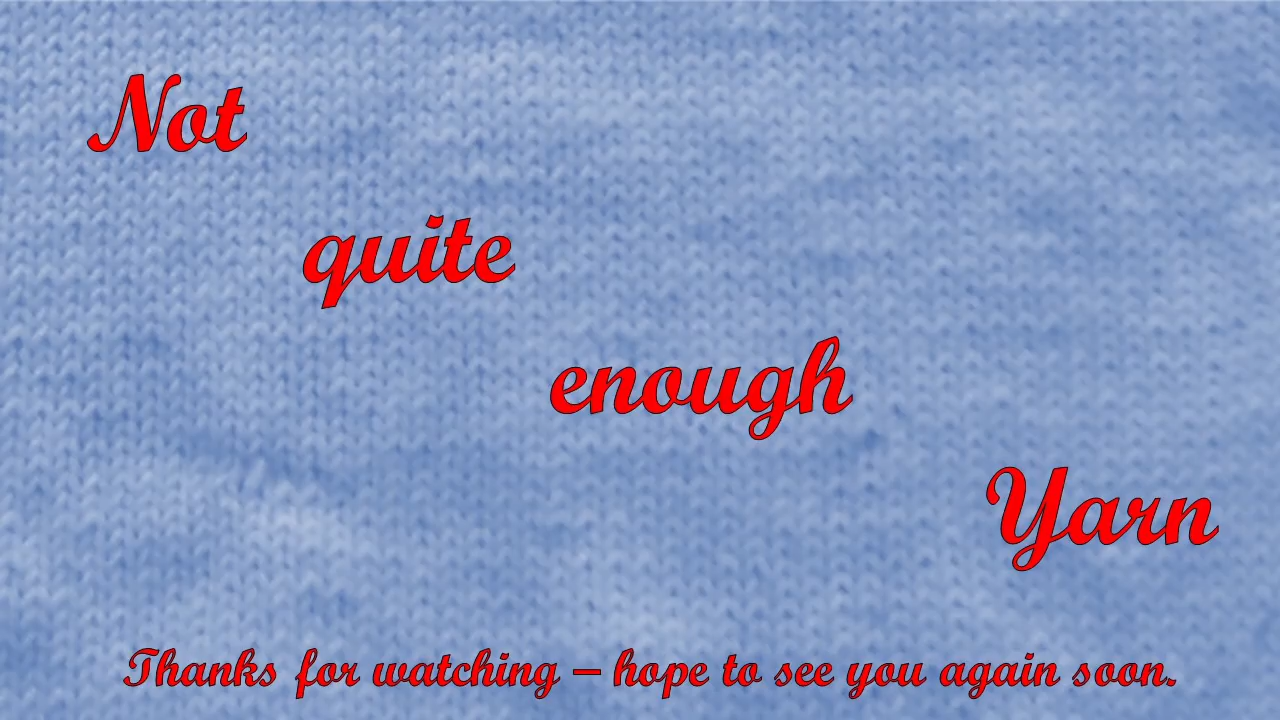 Not
quite
enough
Yarn
Thanks for watching – hope to see you again soon.